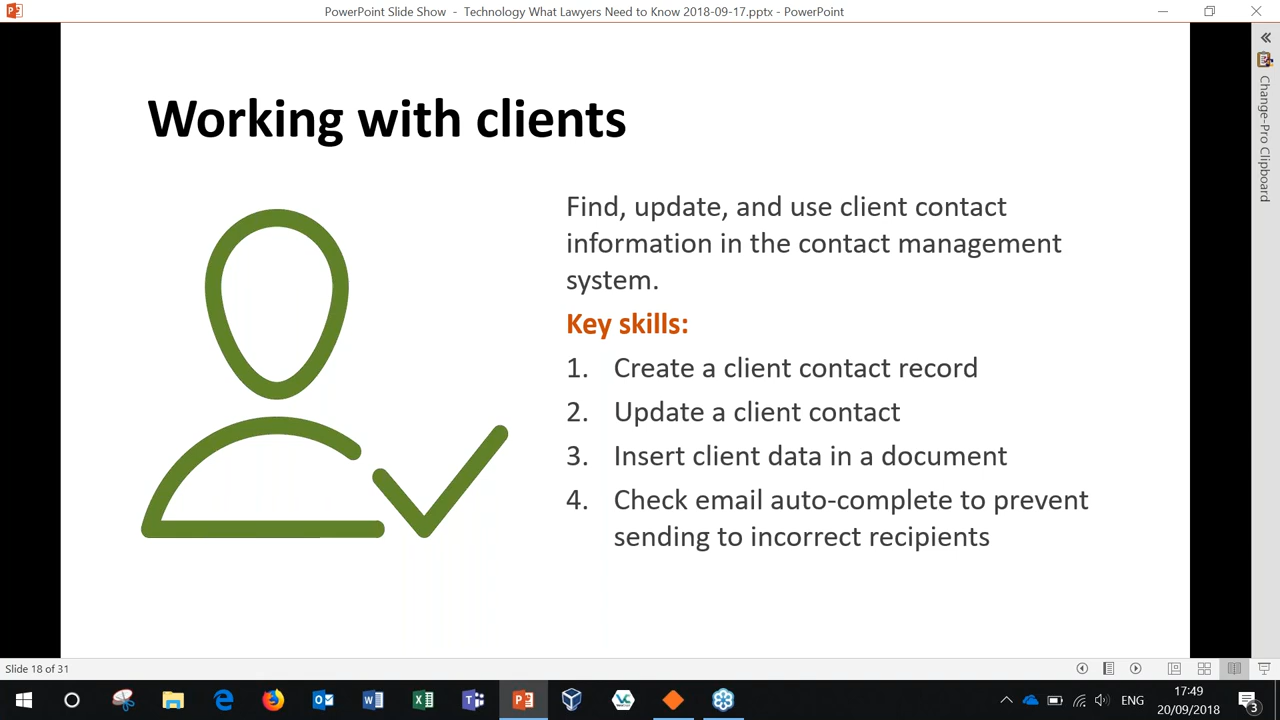 PowerPoint Slide Show - Technology What Lawyers Need to Know 2018-09-17.pptx - PowerPoint
Change-Pro Clipboard
Working with clients
Find, update, and use client contact
information in the contact management
system.
Key skills:
1. Create a client contact record
2. Update a client contact
3. Insert client data in a document
4. Check email auto-complete to prevent
sending to incorrect recipients
Slide 18 of 31
ENG
17:49
20/09/2018
3